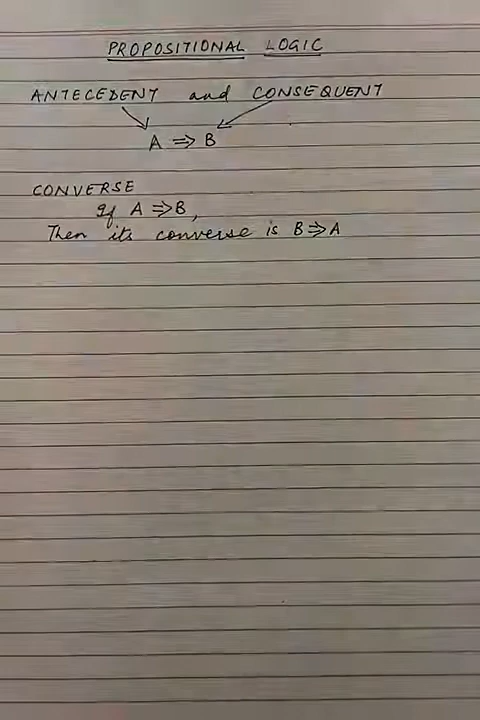 PROPOSITIONAL LOGIC
ANTECEDENT and CONSEQUENT
A ⇒ B
CONVERSE
If A ⇒ B,
Then its converse is B ⇒ A